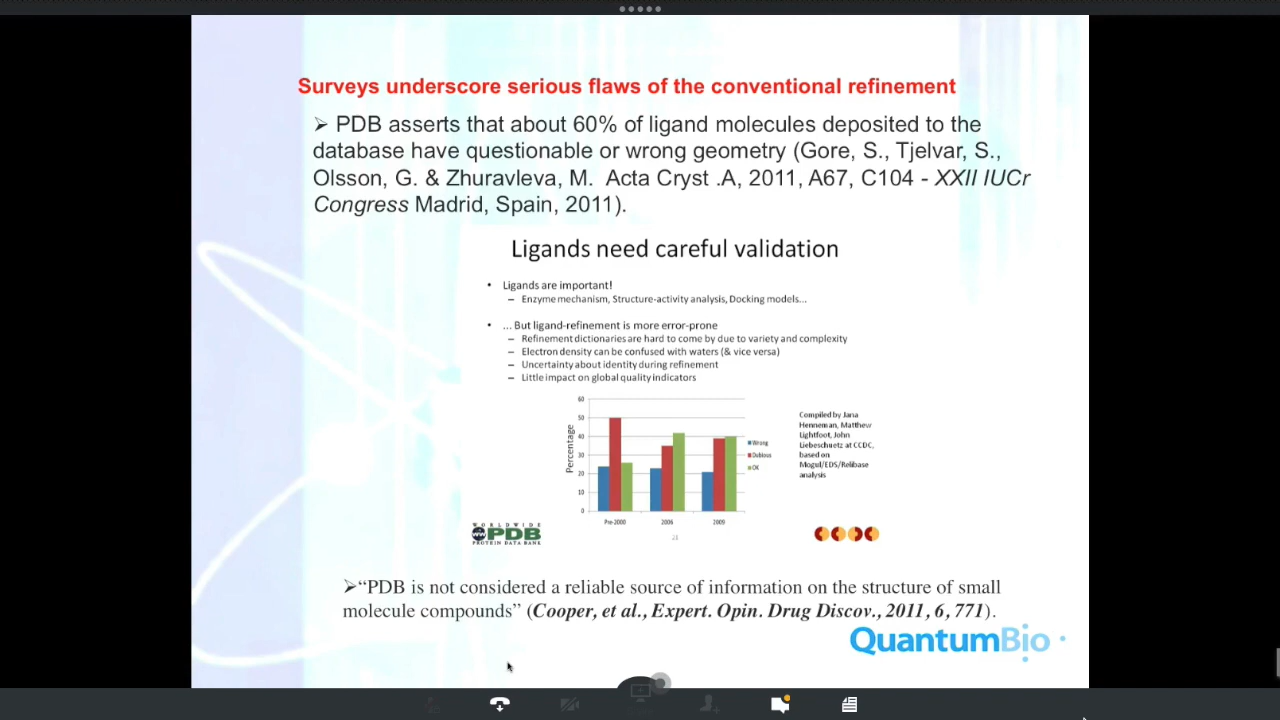 Surveys underscore serious flaws of the conventional refinement
➢ PDB asserts that about 60% of ligand molecules deposited to the
database have questionable or wrong geometry (Gore, S., Tjelvar, S.,
Olsson, G. & Zhuravleva, M. Acta Cryst .A, 2011, A67, C104 - XXII IUCr
Congress Madrid, Spain, 2011).
Ligands need careful validation
• Ligands are important!
– Enzyme mechanism, Structure-activity analysis, Docking models...
• ... But ligand-refinement is more error-prone
– Refinement dictionaries are hard to come by due to variety and complexity
– Electron density can be confused with waters (& vice versa)
– Uncertainty about identity during refinement
– Little impact on global quality indicators
Percentage
60
50
40
30
20
10
0
Pre-2000 2006 2009
Wrong
Dubious
OK
Compiled by Jana
Henneman, Matthew
Lightfoot, John
Liebeschuetz at CCDC,
based on
Mogul/EDS/Relibase
analysis
WORLDWIDE
PDB
PROTEIN DATA BANK
➢“PDB is not considered a reliable source of information on the structure of small
molecule compounds” (Cooper, et al., Expert. Opin. Drug Discov., 2011, 6, 771).
QuantumBio